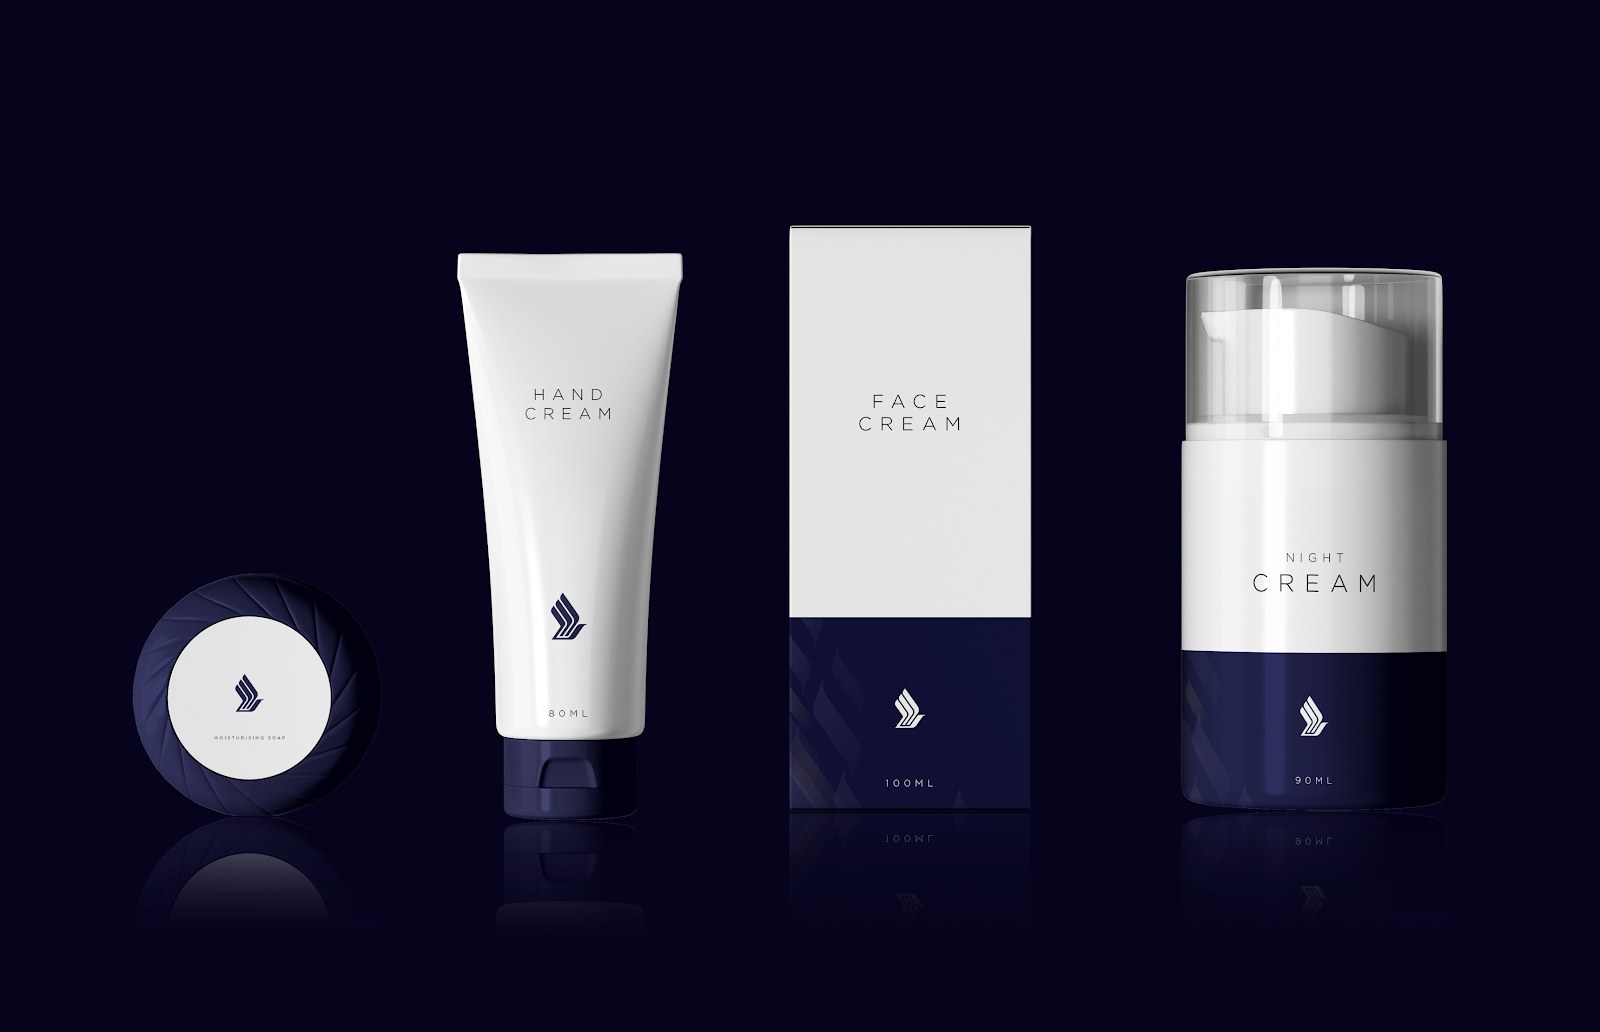 MOISTURISING SOAP
HAND
CREAM
80ML
FACE
CREAM
100ML
NIGHT
CREAM
90ML